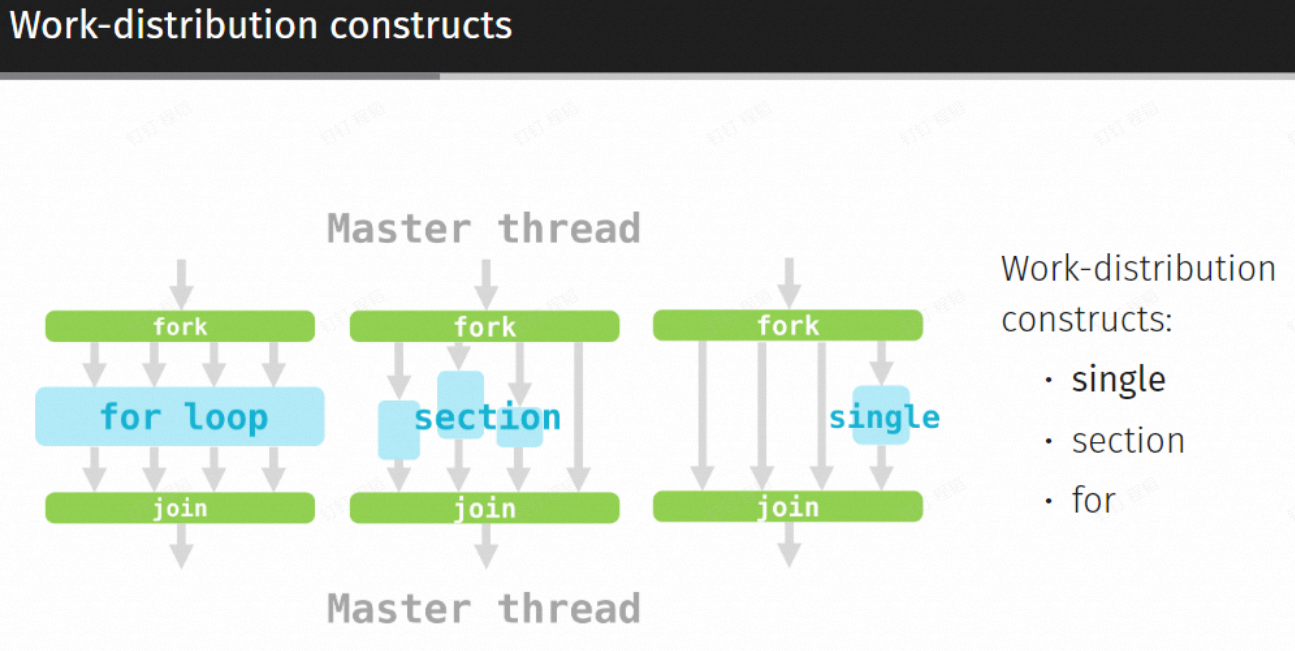 Work-distribution constructs
Master thread
fork
fork
fork
for loop
section
single
join
join
join
Master thread
Work-distribution
constructs:
· single
· section
· for